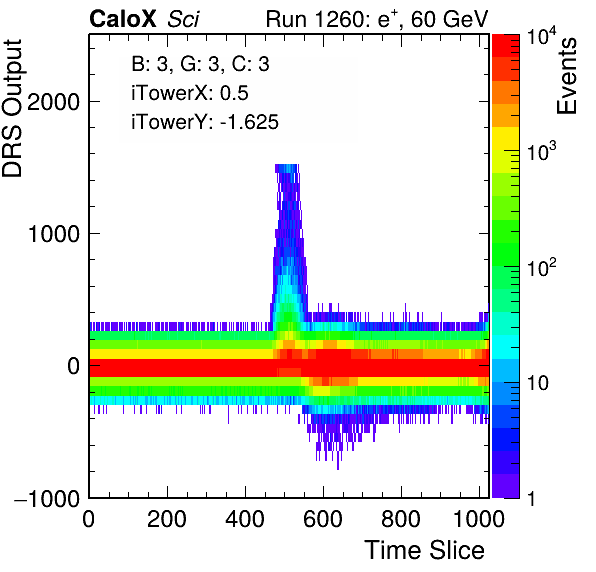 CaloX Sci Run 1260: e⁺, 60 GeV
B: 3, G: 3, C: 3
iTowerX: 0.5
iTowerY: -1.625
DRS Output
2000
1000
0
−1000
0 200 400 600 800 1000
Time Slice
Events
10⁴
10³
10²
10
1